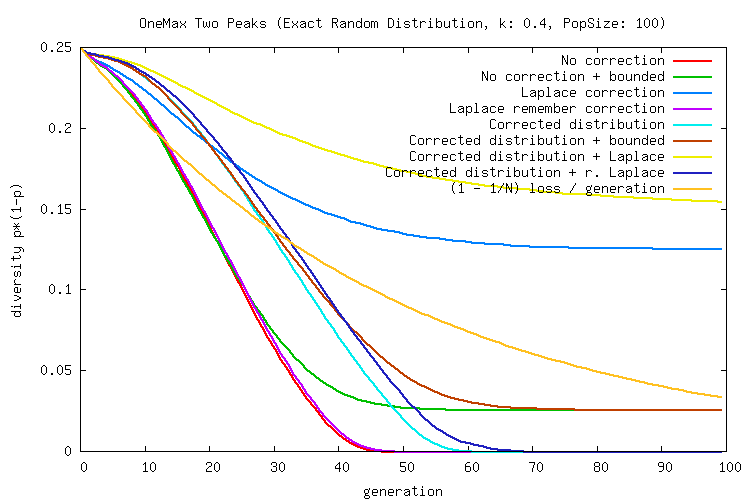 OneMax Two Peaks (Exact Random Distribution, k: 0.4, PopSize: 100)
No correction
No correction + bounded
Laplace correction
Laplace remember correction
Corrected distribution
Corrected distribution + bounded
Corrected distribution + Laplace
Corrected distribution + r. Laplace
(1 - 1/N) loss / generation
diversity p*(1-p)
0.25
0.2
0.15
0.1
0.05
0
0 10 20 30 40 50 60 70 80 90 100
generation